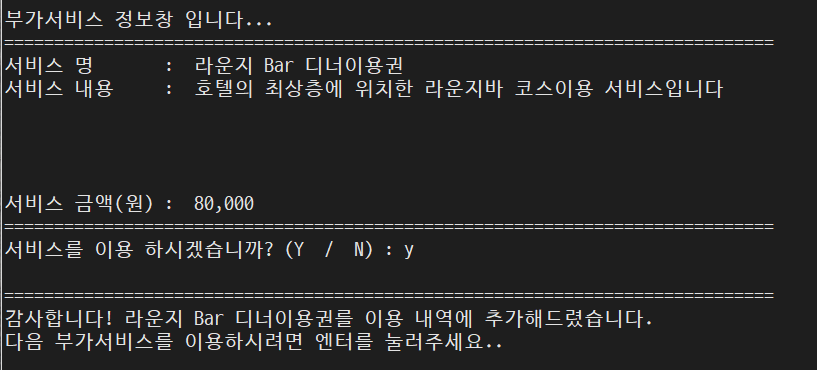 부가서비스 정보창 입니다...
=============================================================================
서비스 명 : 라운지 Bar 디너이용권
서비스 내용 : 호텔의 최상층에 위치한 라운지바 코스이용 서비스입니다
서비스 금액(원) : 80,000
=============================================================================
서비스를 이용 하시겠습니까? (Y / N) : y
=============================================================================
감사합니다! 라운지 Bar 디너이용권를 이용 내역에 추가해드렸습니다.
다음 부가서비스를 이용하시려면 엔터를 눌러주세요..